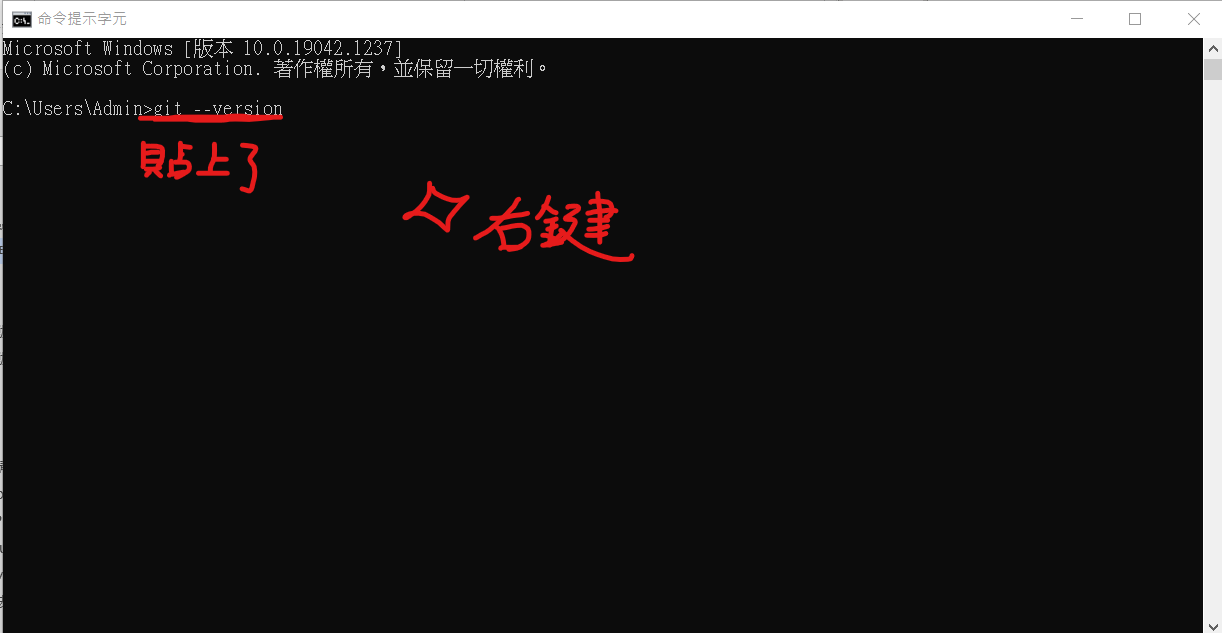 命令提示字元
Microsoft Windows [版本 10.0.19042.1237]
(c) Microsoft Corporation. 著作權所有，並保留一切權利。
C:\Users\Admin>git --version
貼上了
右鍵